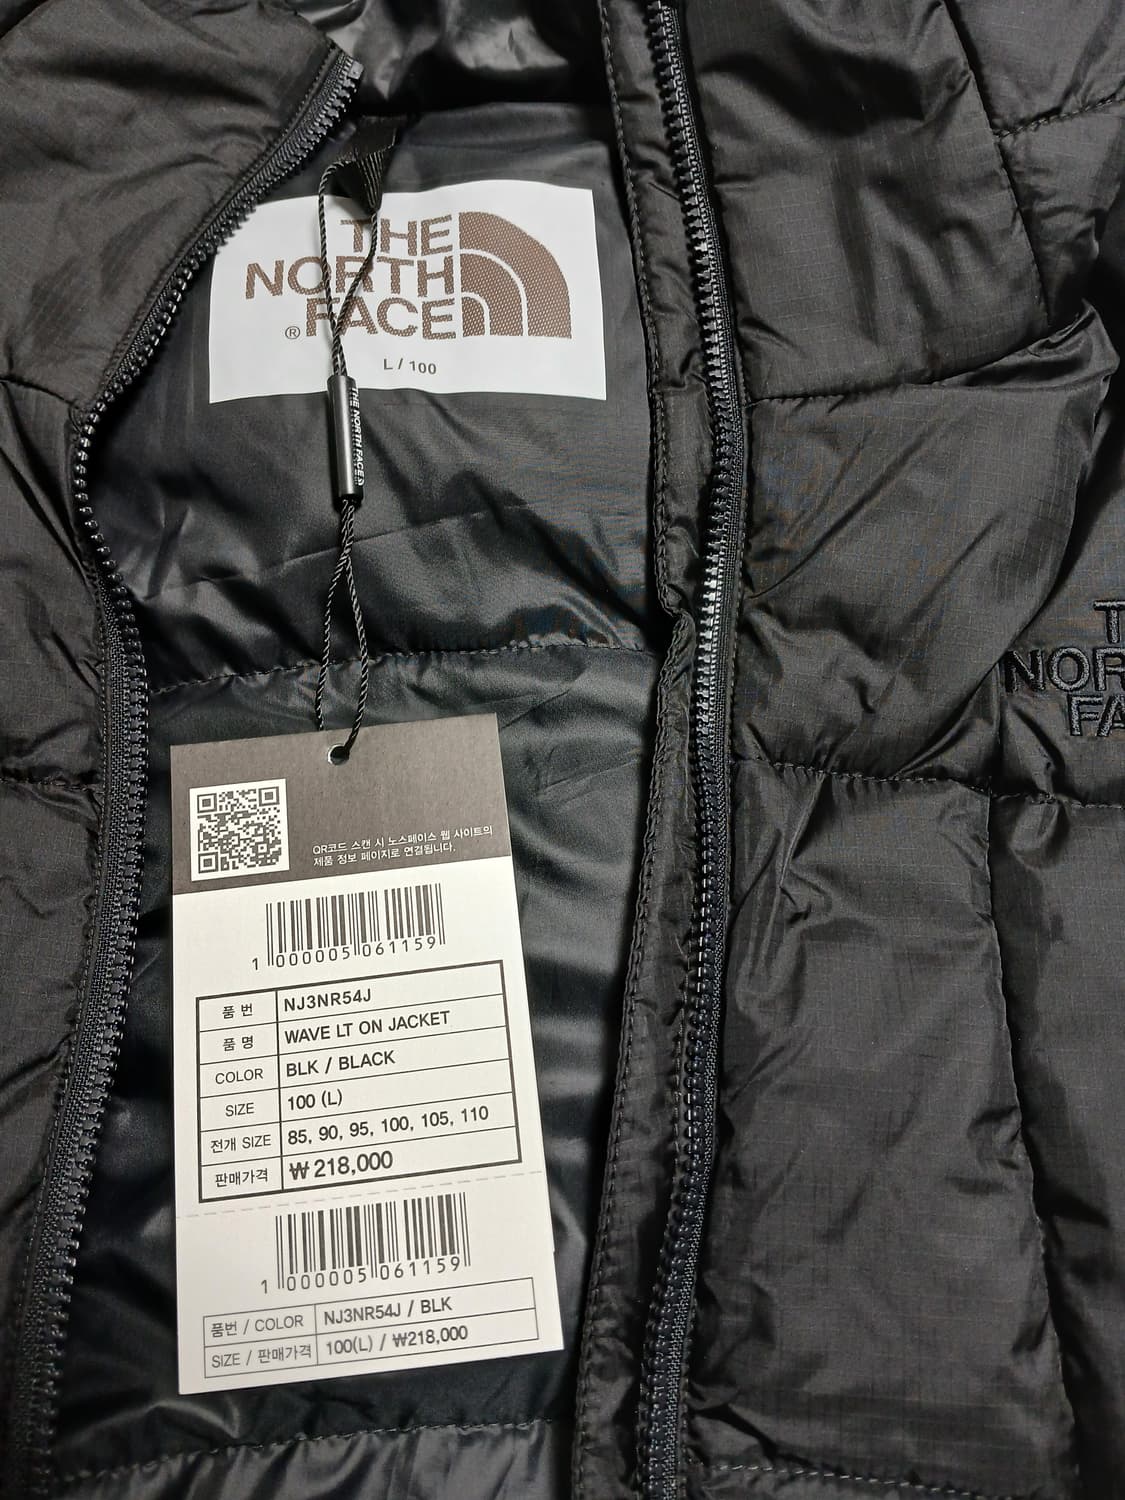 THE
NORTH
® FACE
L / 100
THE NORTH FACE
QR코드 스캔 시 노스페이스 웹 사이트의
제품 정보 페이지로 연결됩니다.
1 000005 061159
품 번 NJ3NR54J
품 명 WAVE LT ON JACKET
COLOR BLK / BLACK
SIZE 100 (L)
전개 SIZE 85, 90, 95, 100, 105, 110
판매가격 ₩218,000
1 000005 061159
품번 / COLOR NJ3NR54J / BLK
SIZE / 판매가격 100(L) / ₩218,000
T
NOR
FA